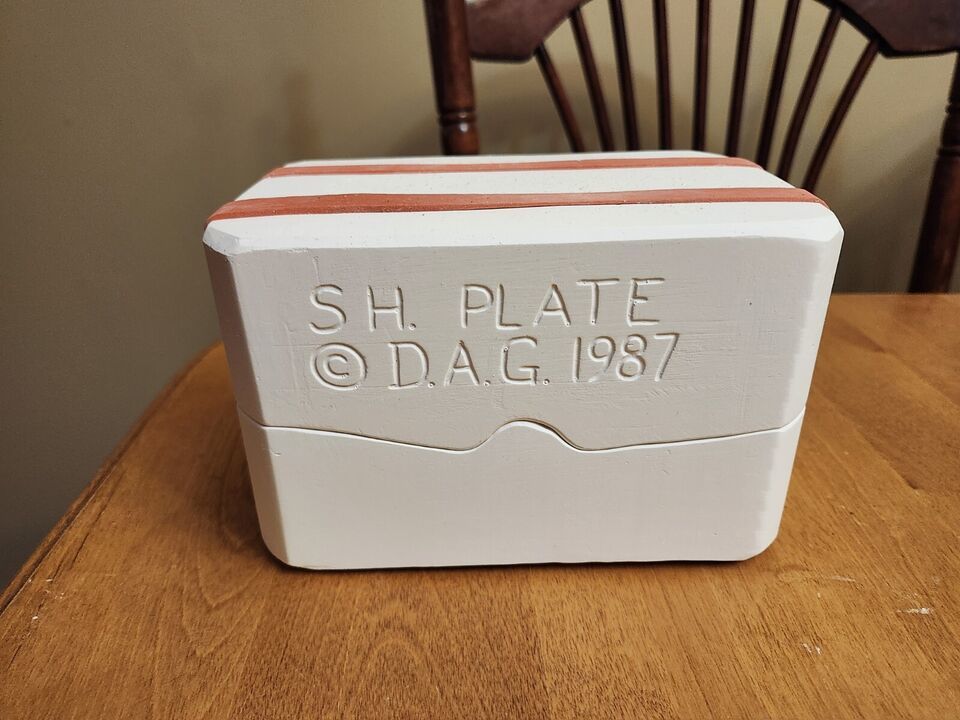 SH. PLATE
© D.A.G. 1987